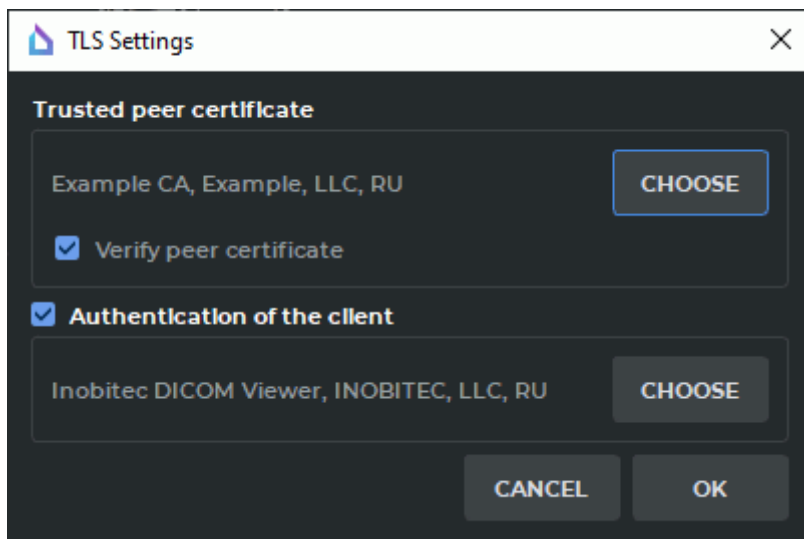 TLS Settings
Trusted peer certificate
Example CA, Example, LLC, RU
CHOOSE
Verify peer certificate
Authentication of the client
Inobitec DICOM Viewer, INOBITEC, LLC, RU
CHOOSE
CANCEL
OK